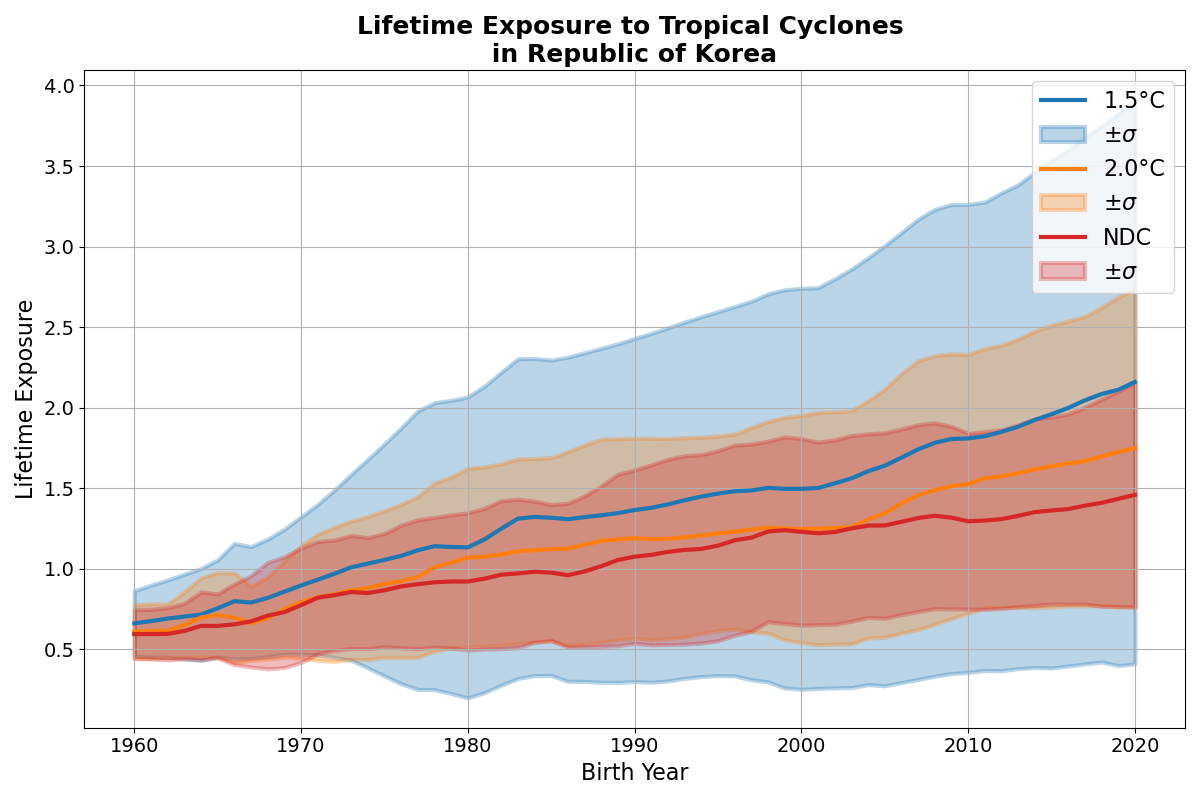 Lifetime Exposure to Tropical Cyclones
in Republic of Korea
4.0
3.5
3.0
2.5
2.0
1.5
1.0
0.5
Lifetime Exposure
1.5°C
±σ
2.0°C
±σ
NDC
±σ
1960 1970 1980 1990 2000 2010 2020
Birth Year